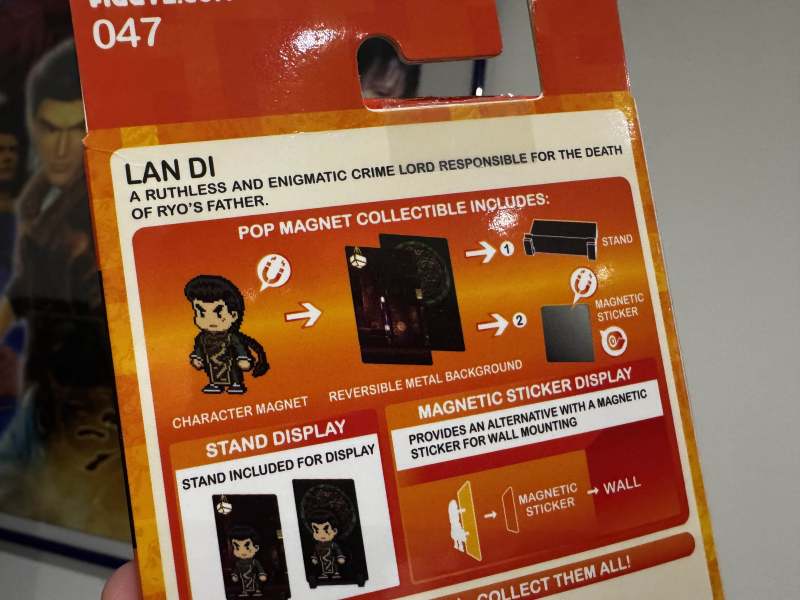 047
LAN DI
A RUTHLESS AND ENIGMATIC CRIME LORD RESPONSIBLE FOR THE DEATH
OF RYO'S FATHER.
POP MAGNET COLLECTIBLE INCLUDES:
1
STAND
2
MAGNETIC
STICKER
CHARACTER MAGNET
REVERSIBLE METAL BACKGROUND
STAND DISPLAY
STAND INCLUDED FOR DISPLAY
MAGNETIC STICKER DISPLAY
PROVIDES AN ALTERNATIVE WITH A MAGNETIC
STICKER FOR WALL MOUNTING
MAGNETIC
STICKER
WALL
COLLECT THEM ALL!